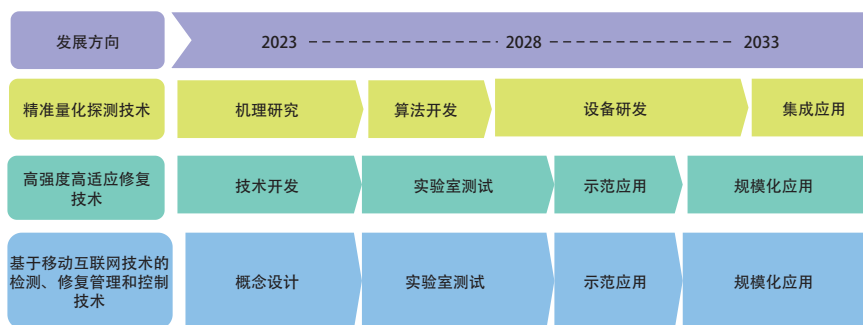 发展方向
2023
2028
2033
精准量化探测技术
机理研究
算法开发
设备研发
集成应用
高强度高适应修复
技术
技术开发
实验室测试
示范应用
规模化应用
基于移动互联网技术的
检测、修复管理和控制
技术
概念设计
实验室测试
示范应用
规模化应用